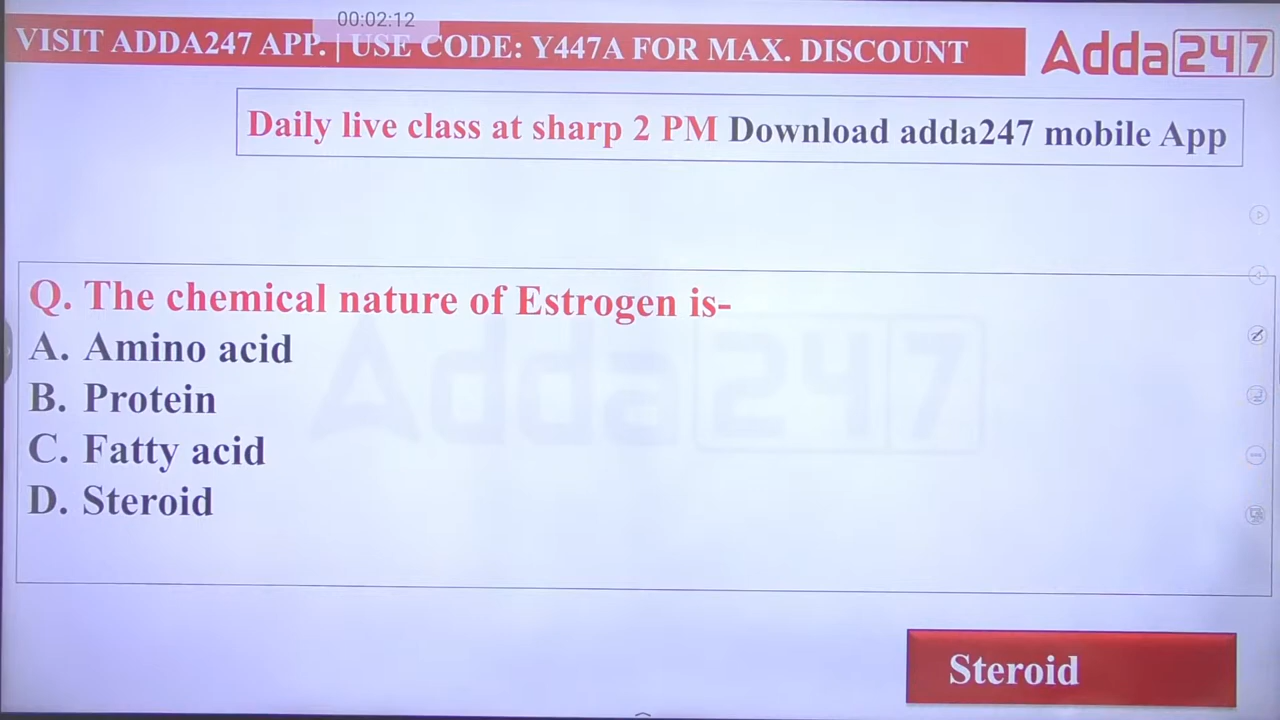 00:02:12
VISIT ADDA247 APP. | USE CODE: Y447A FOR MAX. DISCOUNT
Adda247
Daily live class at sharp 2 PM Download adda247 mobile App
Q. The chemical nature of Estrogen is-
A. Amino acid
B. Protein
C. Fatty acid
D. Steroid
Adda247
Steroid